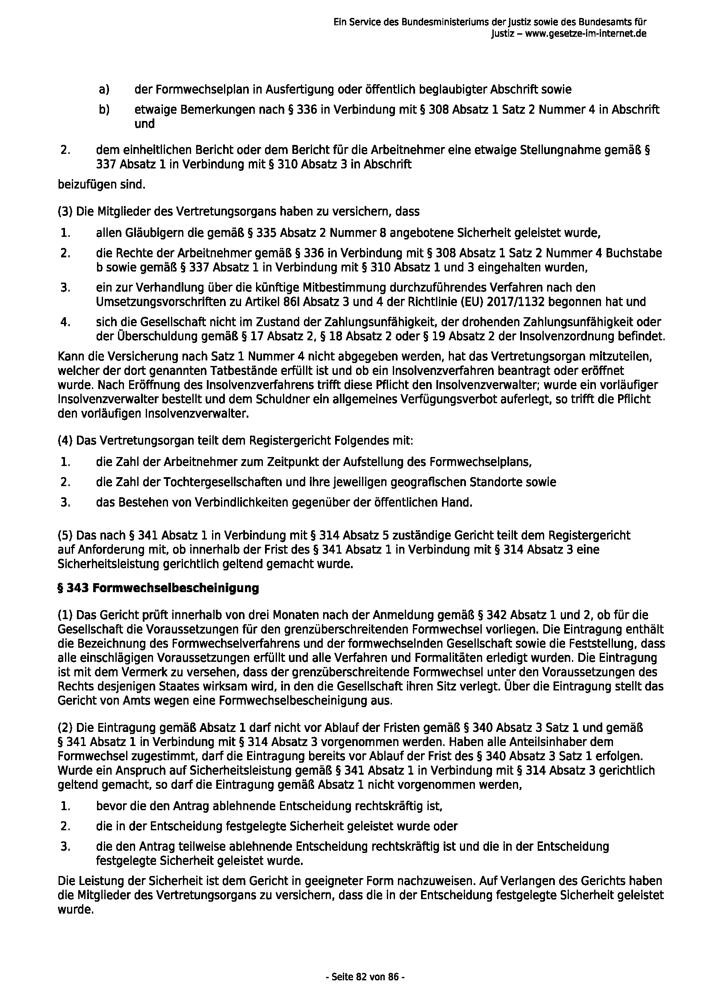 Ein Service des Bundesministeriums der Justiz sowie des Bundesamts für
Justiz – www.gesetze-im-internet.de
a) der Formwechselplan in Ausfertigung oder öffentlich beglaubigter Abschrift sowie
b) etwaige Bemerkungen nach § 336 in Verbindung mit § 308 Absatz 1 Satz 2 Nummer 4 in Abschrift
und
2. dem einheitlichen Bericht oder dem Bericht für die Arbeitnehmer eine etwaige Stellungnahme gemäß §
337 Absatz 1 in Verbindung mit § 310 Absatz 3 in Abschrift
beizufügen sind.
(3) Die Mitglieder des Vertretungsorgans haben zu versichern, dass
1. allen Gläubigern die gemäß § 335 Absatz 2 Nummer 8 angebotene Sicherheit geleistet wurde,
2. die Rechte der Arbeitnehmer gemäß § 336 in Verbindung mit § 308 Absatz 1 Satz 2 Nummer 4 Buchstabe
b sowie gemäß § 337 Absatz 1 in Verbindung mit § 310 Absatz 1 und 3 eingehalten wurden,
3. ein zur Verhandlung über die künftige Mitbestimmung durchzuführendes Verfahren nach den
Umsetzungsvorschriften zu Artikel 86l Absatz 3 und 4 der Richtlinie (EU) 2017/1132 begonnen hat und
4. sich die Gesellschaft nicht im Zustand der Zahlungsunfähigkeit, der drohenden Zahlungsunfähigkeit oder
der Überschuldung gemäß § 17 Absatz 2, § 18 Absatz 2 oder § 19 Absatz 2 der Insolvenzordnung befindet.
Kann die Versicherung nach Satz 1 Nummer 4 nicht abgegeben werden, hat das Vertretungsorgan mitzuteilen,
welcher der dort genannten Tatbestände erfüllt ist und ob ein Insolvenzverfahren beantragt oder eröffnet
wurde. Nach Eröffnung des Insolvenzverfahrens trifft diese Pflicht den Insolvenzverwalter; wurde ein vorläufiger
Insolvenzverwalter bestellt und dem Schuldner ein allgemeines Verfügungsverbot auferlegt, so trifft die Pflicht
den vorläufigen Insolvenzverwalter.
(4) Das Vertretungsorgan teilt dem Registergericht Folgendes mit:
1. die Zahl der Arbeitnehmer zum Zeitpunkt der Aufstellung des Formwechselplans,
2. die Zahl der Tochtergesellschaften und ihre jeweiligen geografischen Standorte sowie
3. das Bestehen von Verbindlichkeiten gegenüber der öffentlichen Hand.
(5) Das nach § 341 Absatz 1 in Verbindung mit § 314 Absatz 5 zuständige Gericht teilt dem Registergericht
auf Anforderung mit, ob innerhalb der Frist des § 341 Absatz 1 in Verbindung mit § 314 Absatz 3 eine
Sicherheitsleistung gerichtlich geltend gemacht wurde.
§ 343 Formwechselbescheinigung
(1) Das Gericht prüft innerhalb von drei Monaten nach der Anmeldung gemäß § 342 Absatz 1 und 2, ob für die
Gesellschaft die Voraussetzungen für den grenzüberschreitenden Formwechsel vorliegen. Die Eintragung enthält
die Bezeichnung des Formwechselverfahrens und der formwechselnden Gesellschaft sowie die Feststellung, dass
alle einschlägigen Voraussetzungen erfüllt und alle Verfahren und Formalitäten erledigt wurden. Die Eintragung
ist mit dem Vermerk zu versehen, dass der grenzüberschreitende Formwechsel unter den Voraussetzungen des
Rechts desjenigen Staates wirksam wird, in den die Gesellschaft ihren Sitz verlegt. Über die Eintragung stellt das
Gericht von Amts wegen eine Formwechselbescheinigung aus.
(2) Die Eintragung gemäß Absatz 1 darf nicht vor Ablauf der Fristen gemäß § 340 Absatz 3 Satz 1 und gemäß
§ 341 Absatz 1 in Verbindung mit § 314 Absatz 3 vorgenommen werden. Haben alle Anteilsinhaber dem
Formwechsel zugestimmt, darf die Eintragung bereits vor Ablauf der Frist des § 340 Absatz 3 Satz 1 erfolgen.
Wurde ein Anspruch auf Sicherheitsleistung gemäß § 341 Absatz 1 in Verbindung mit § 314 Absatz 3 gerichtlich
geltend gemacht, so darf die Eintragung gemäß Absatz 1 nicht vorgenommen werden,
1. bevor die den Antrag ablehnende Entscheidung rechtskräftig ist,
2. die in der Entscheidung festgelegte Sicherheit geleistet wurde oder
3. die den Antrag teilweise ablehnende Entscheidung rechtskräftig ist und die in der Entscheidung
festgelegte Sicherheit geleistet wurde.
Die Leistung der Sicherheit ist dem Gericht in geeigneter Form nachzuweisen. Auf Verlangen des Gerichts haben
die Mitglieder des Vertretungsorgans zu versichern, dass die in der Entscheidung festgelegte Sicherheit geleistet
wurde.
- Seite 82 von 86 -